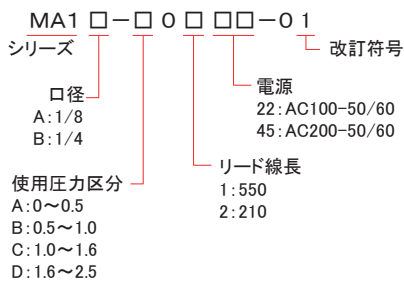 MA1□-□0□□□-01
シリーズ
改訂符号
口径
A:1/8
B:1/4
電源
22:AC100-50/60
45:AC200-50/60
使用圧力区分
A:0〜0.5
B:0.5〜1.0
C:1.0〜1.6
D:1.6〜2.5
リード線長
1:550
2:210